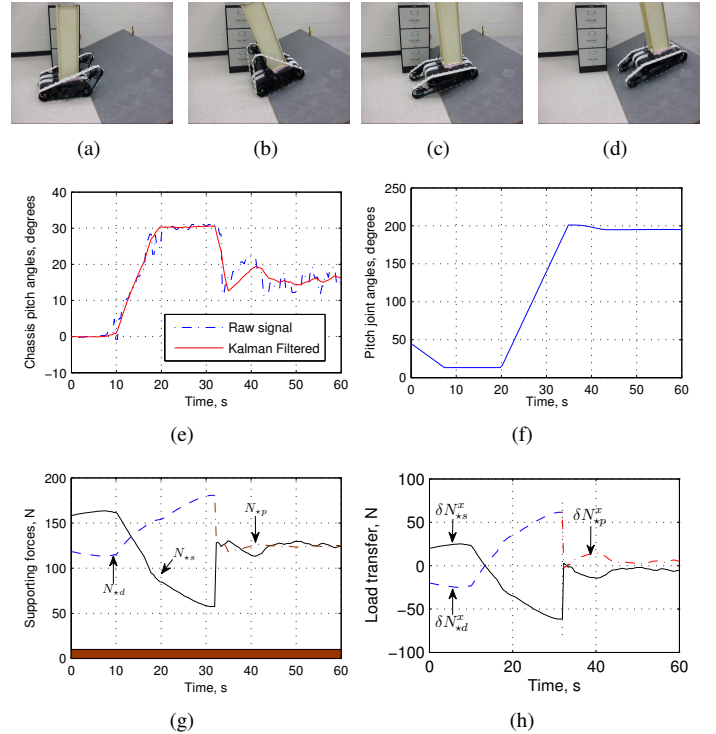 (a) (b) (c) (d)
40
30
20
10
0
−10
Chassis pitch angles, degrees
Raw signal
Kalman Filtered
0 10 20 30 40 50 60
Time, s
(e)
250
200
150
100
50
0
Pitch joint angles, degrees
0 10 20 30 40 50 60
Time, s
(f)
200
150
100
50
0
Supporting forces, N
N⋆p
N⋆s
N⋆d
0 10 20 30 40 50 60
Time, s
(g)
100
50
0
−50
−100
Load transfer, N
δN^x_⋆s
δN^x_⋆p
δN^x_⋆d
0 20 40 60
Time, s
(h)